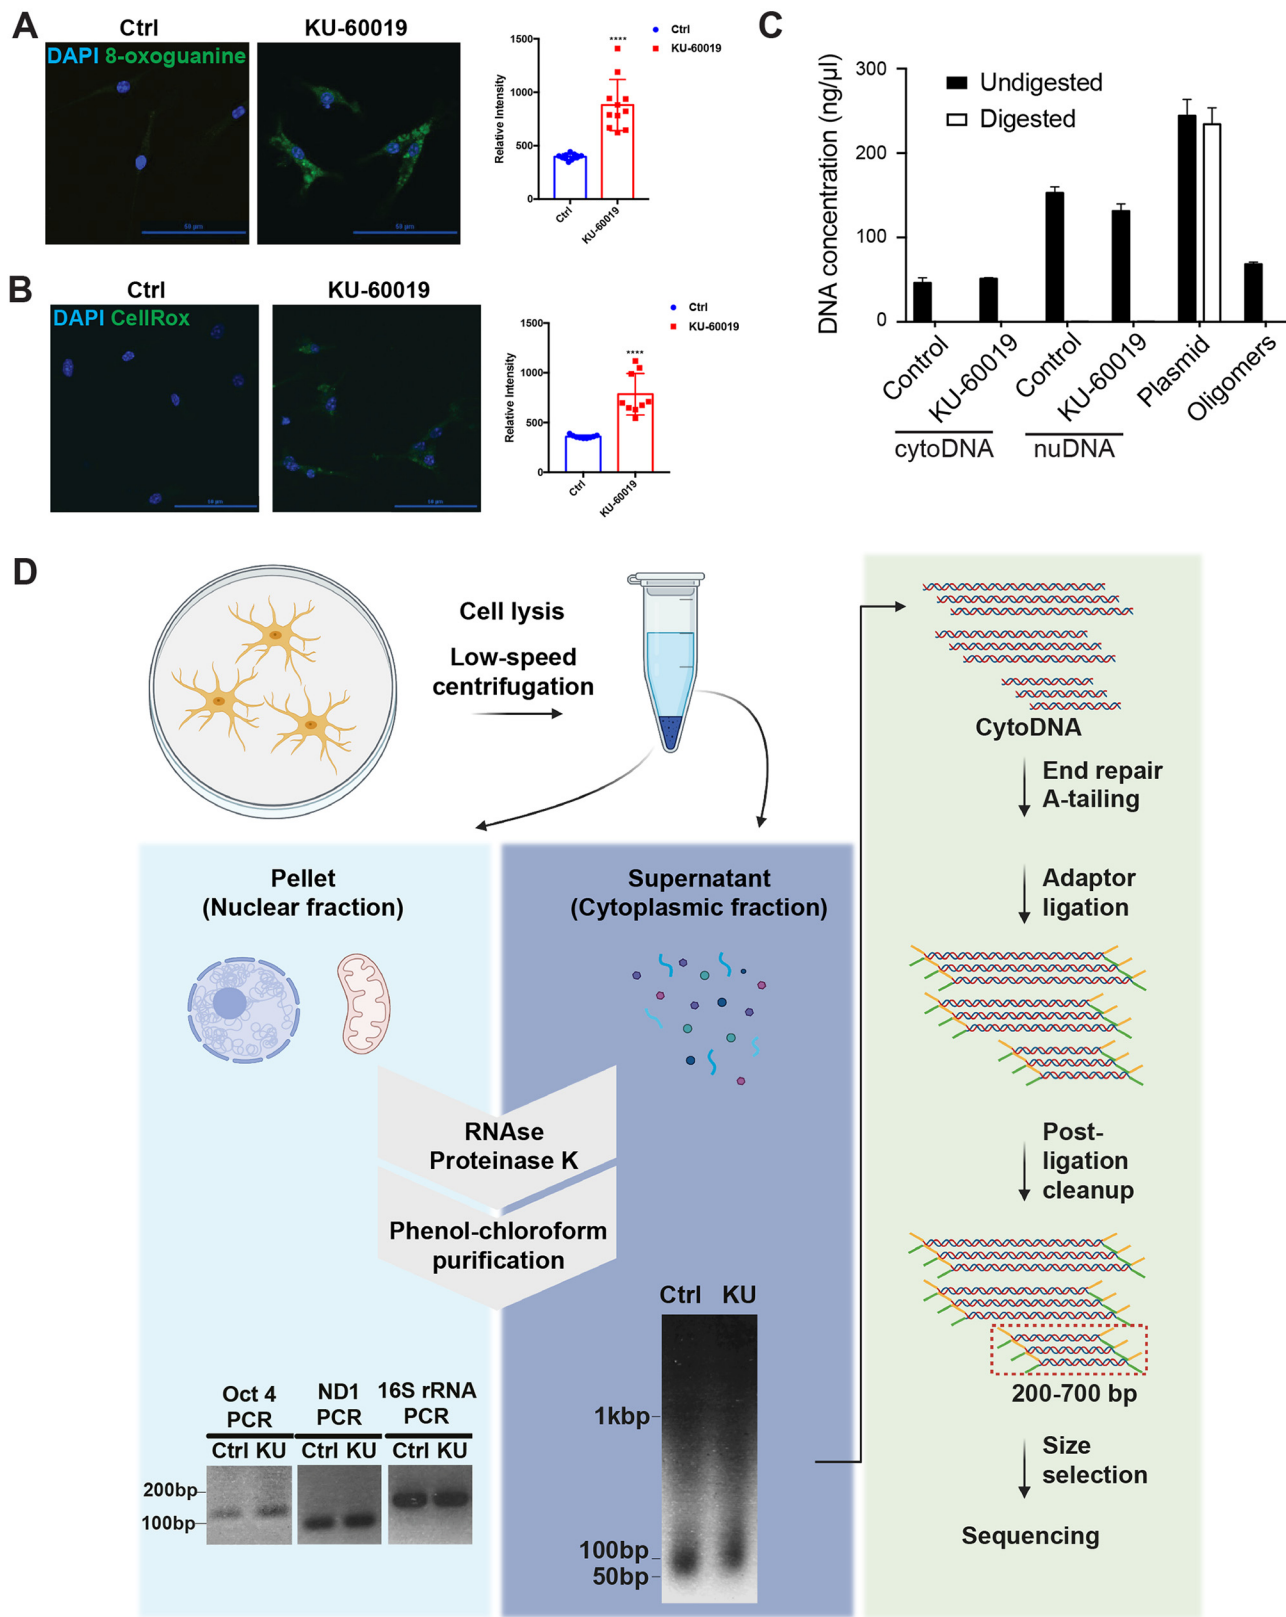 A
Ctrl
KU-60019
DAPI 8-oxoguanine
50 μm
50 μm
Relative Intensity
1500
1000
500
0
****
Ctrl
KU-60019
Ctrl
KU-60019
B
Ctrl
KU-60019
DAPI CellRox
Relative Intensity
1500
1000
500
0
****
Ctrl
KU-60019
Ctrl
KU-60019
C
DNA concentration (ng/μl)
300
200
100
0
Undigested
Digested
Control
KU-60019
Control
KU-60019
Plasmid
Oligomers
cytoDNA
nuDNA
D
Cell lysis
Low-speed
centrifugation
Pellet
(Nuclear fraction)
Supernatant
(Cytoplasmic fraction)
RNAse
Proteinase K
Phenol-chloroform
purification
Oct 4
PCR
ND1
PCR
16S rRNA
PCR
Ctrl KU
Ctrl KU
Ctrl KU
200bp
100bp
Ctrl KU
1kbp
100bp
50bp
CytoDNA
End repair
A-tailing
Adaptor
ligation
Post-
ligation
cleanup
200-700 bp
Size
selection
Sequencing